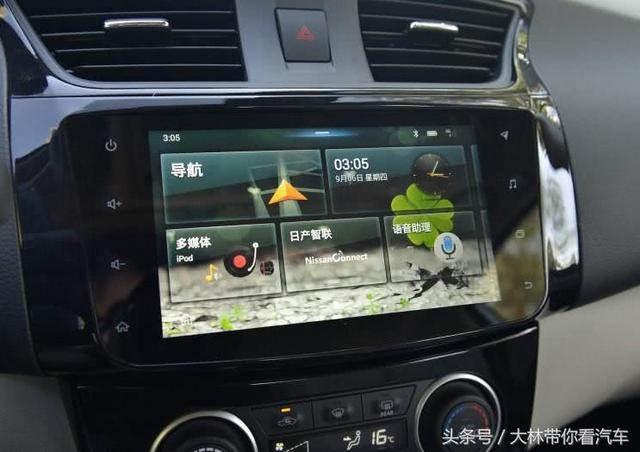 3:05
导航
03:05
9月06日 星期四
多媒体
iPod
日产智联
NissanConnect
语音助理
REAR
16°C
头条号 / 大林带你看汽车